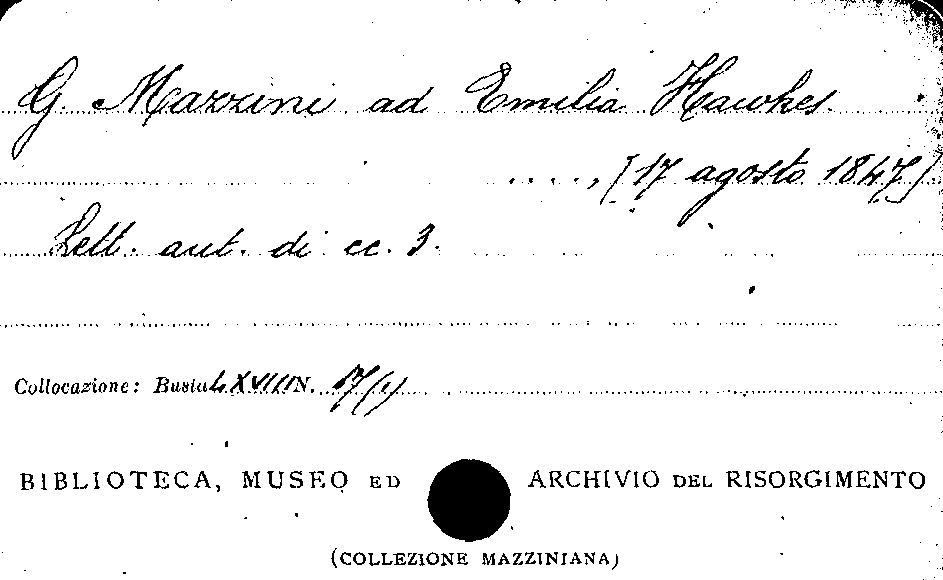 G. Mazzini ad Emilia Hawkes.
...., [17 agosto 1847].
Lett. aut. di cc. 3.
Collocazione: Busta LXVIII N. 17(1)
BIBLIOTECA, MUSEO ED ARCHIVIO DEL RISORGIMENTO
(COLLEZIONE MAZZINIANA)